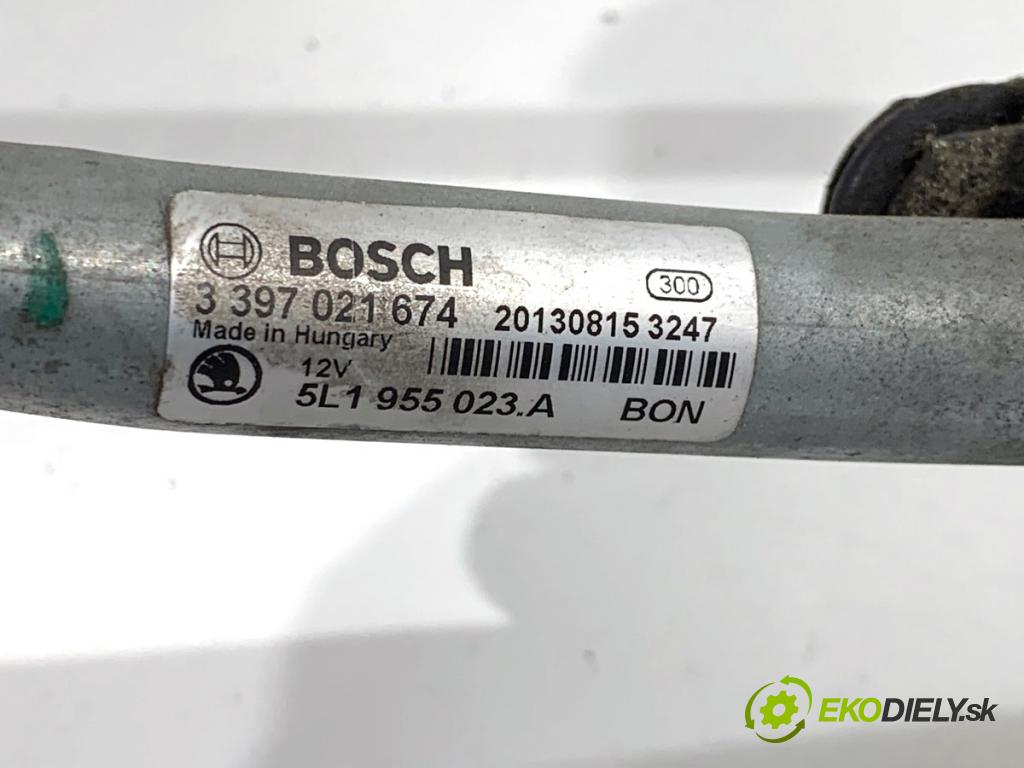 BOSCH
300
3 397 021 674 20130815 3247
Made in Hungary
12V
5L1 955 023.A BON
EKODIELY.sk